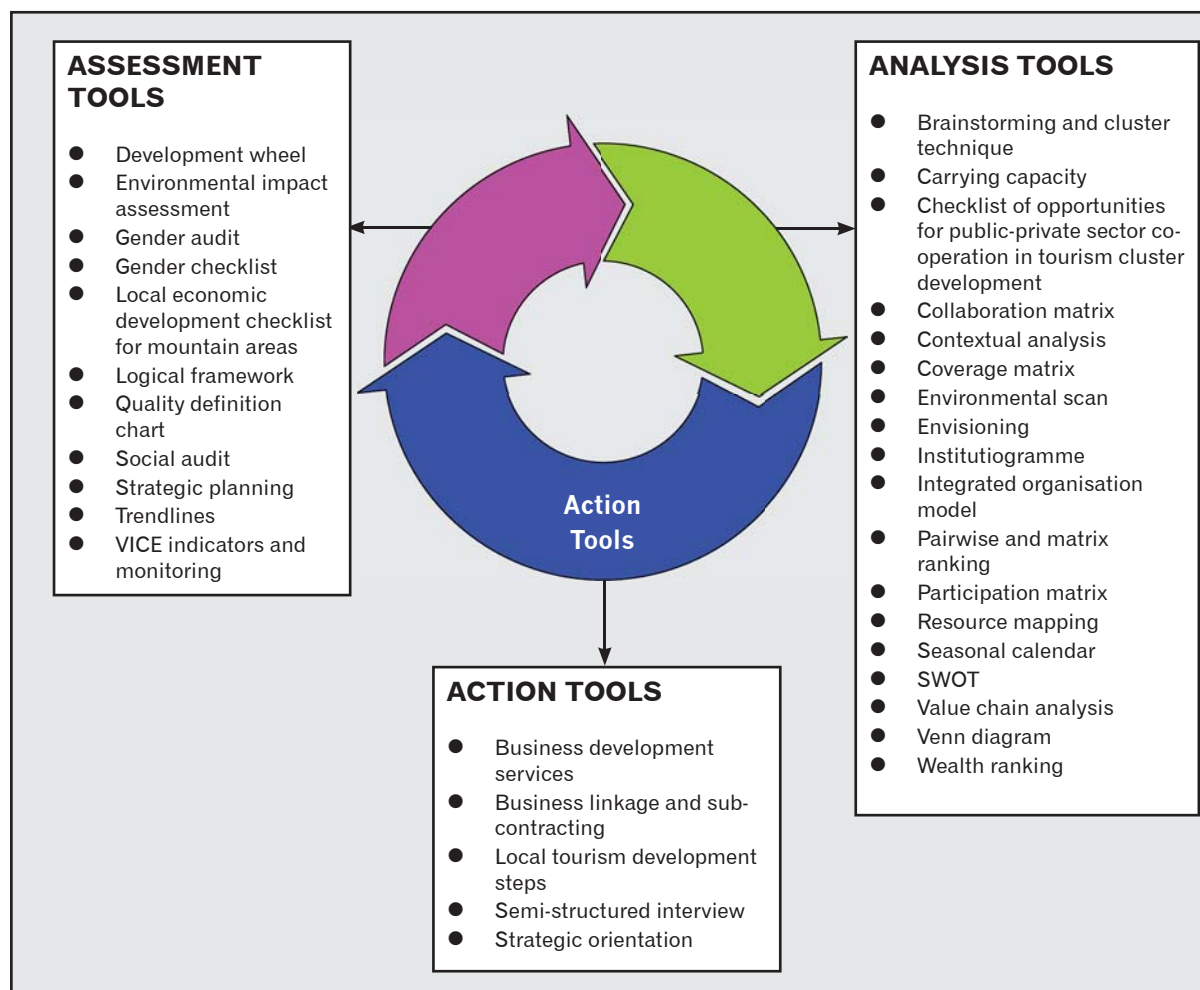 ASSESSMENT
TOOLS
● Development wheel
● Environmental impact
assessment
● Gender audit
● Gender checklist
● Local economic
development checklist
for mountain areas
● Logical framework
● Quality definition
chart
● Social audit
● Strategic planning
● Trendlines
● VICE indicators and
monitoring
ANALYSIS TOOLS
● Brainstorming and cluster
technique
● Carrying capacity
● Checklist of opportunities
for public-private sector co-
operation in tourism cluster
development
● Collaboration matrix
● Contextual analysis
● Coverage matrix
● Environmental scan
● Envisioning
● Institutiogramme
● Integrated organisation
model
● Pairwise and matrix
ranking
● Participation matrix
● Resource mapping
● Seasonal calendar
● SWOT
● Value chain analysis
● Venn diagram
● Wealth ranking
Action
Tools
ACTION TOOLS
● Business development
services
● Business linkage and sub-
contracting
● Local tourism development
steps
● Semi-structured interview
● Strategic orientation